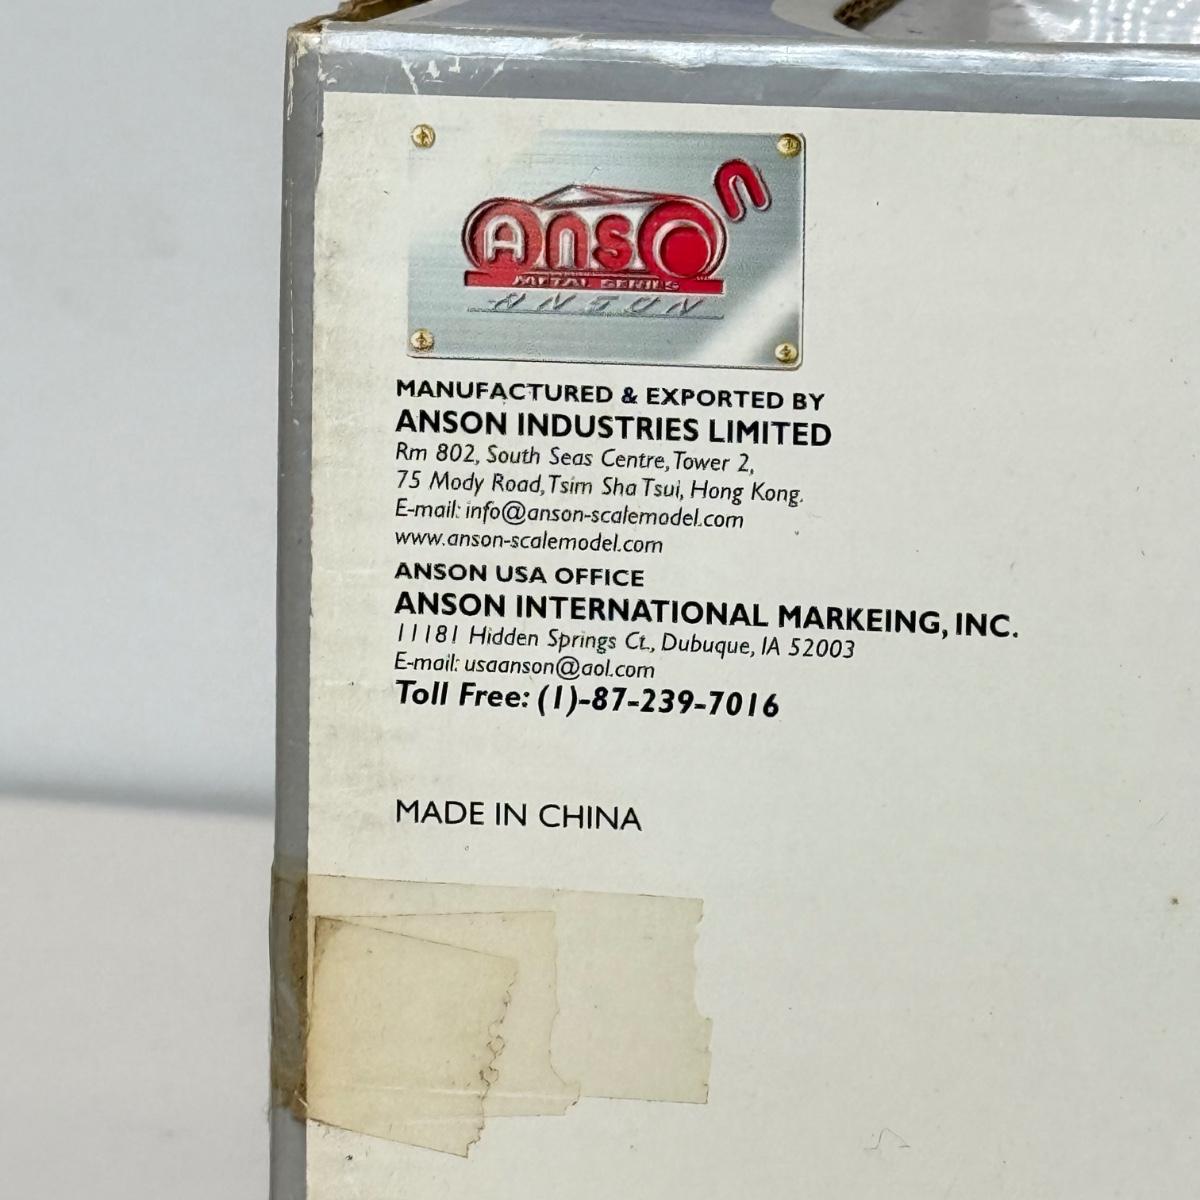 Anson
METAL SERIES
ANSON
MANUFACTURED & EXPORTED BY
ANSON INDUSTRIES LIMITED
Rm 802, South Seas Centre, Tower 2,
75 Mody Road, Tsim Sha Tsui, Hong Kong.
E-mail: info@anson-scalemodel.com
www.anson-scalemodel.com
ANSON USA OFFICE
ANSON INTERNATIONAL MARKEING, INC.
11181 Hidden Springs Ct., Dubuque, IA 52003
E-mail: usaanson@aol.com
Toll Free: (1)-87-239-7016
MADE IN CHINA